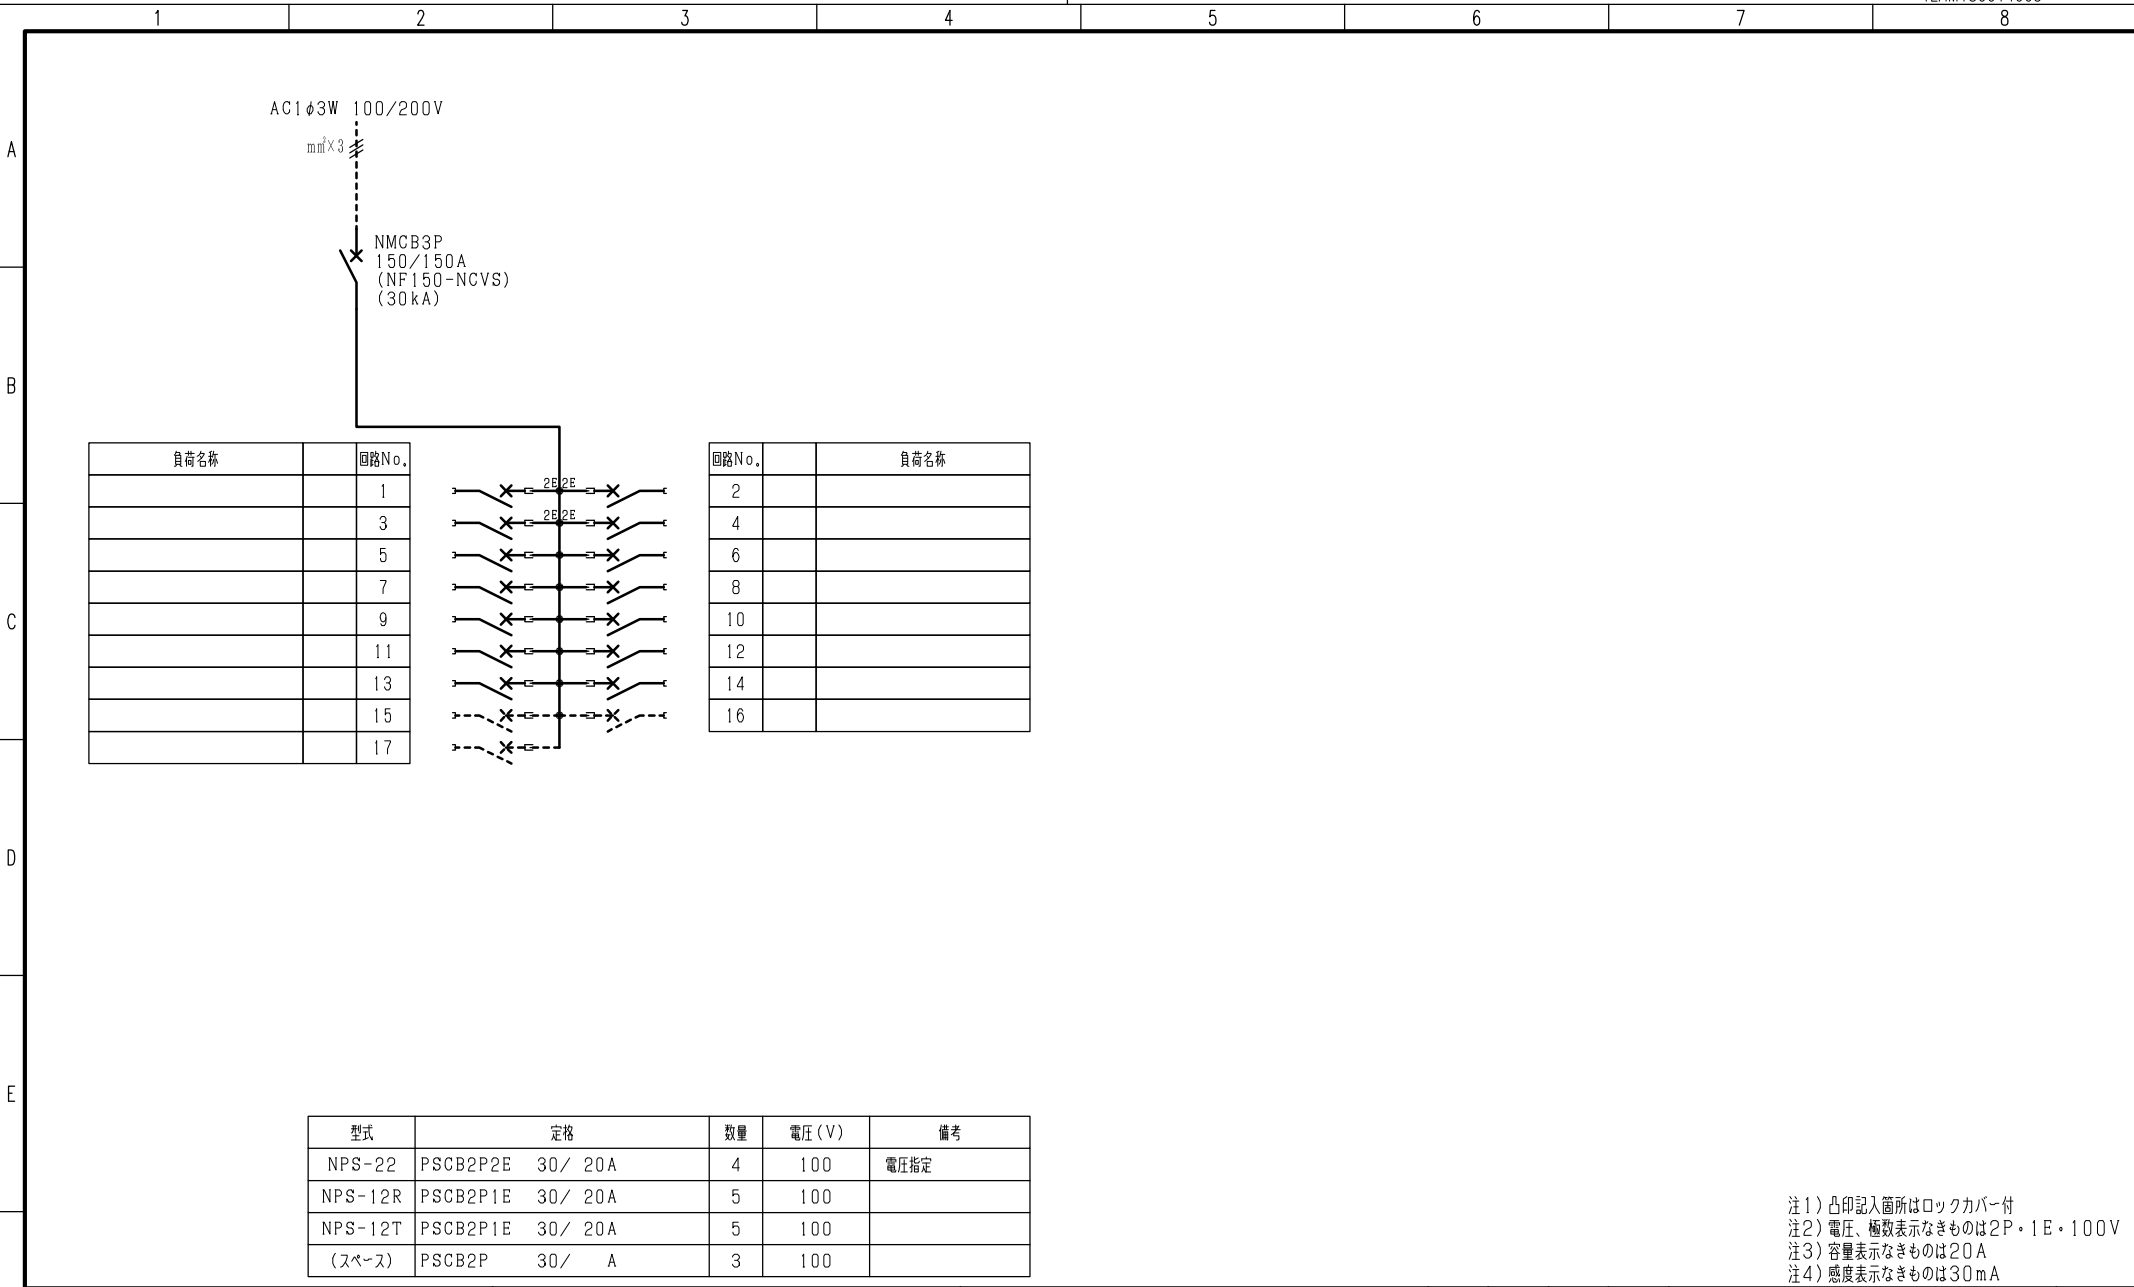 1 2 3 4 5 6 7 8
A
B
C
D
E
AC1φ3W 100/200V
mm²×3
NMCB3P
150/150A
(NF150-NCVS)
(30kA)
負荷名称 回路No.
1
3
5
7
9
11
13
15
17
2E 2E
2E 2E
回路No. 負荷名称
2
4
6
8
10
12
14
16
型式 定格 数量 電圧(V) 備考
NPS-22 PSCB2P2E 30/ 20A 4 100 電圧指定
NPS-12R PSCB2P1E 30/ 20A 5 100
NPS-12T PSCB2P1E 30/ 20A 5 100
(スペース) PSCB2P 30/ A 3 100
注1)凸印記入箇所はロックカバー付
注2)電圧、極数表示なきものは2P・1E・100V
注3)容量表示なきものは20A
注4)感度表示なきものは30mA